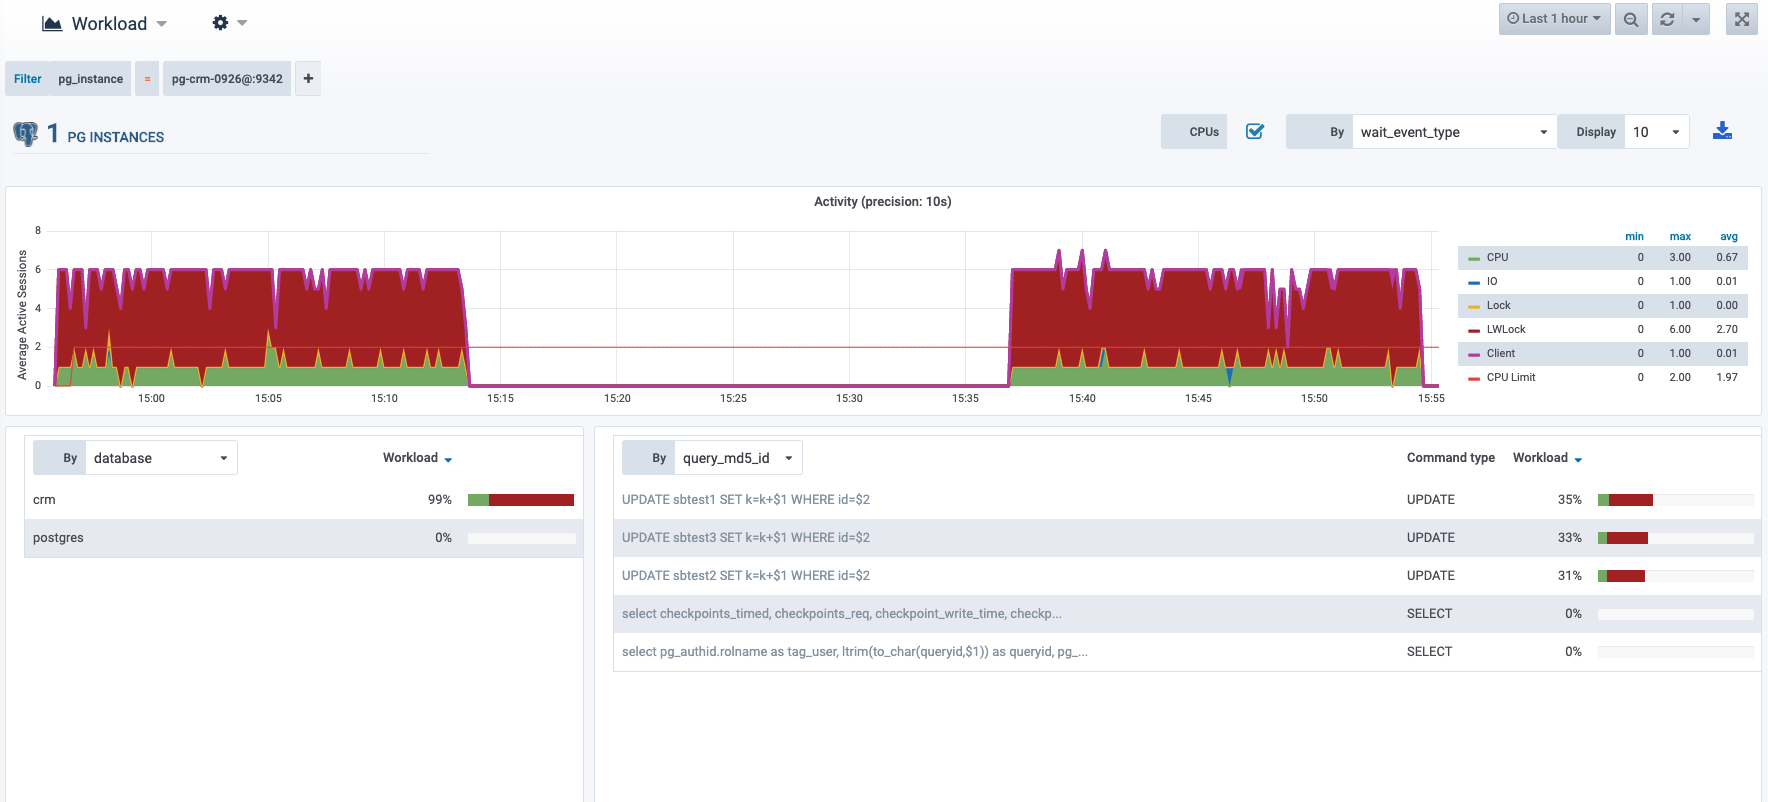 Workload
Last 1 hour
Filter pg_instance = pg-crm-0926@:9342 +
1 PG INSTANCES
CPUs By wait_event_type Display 10
Activity (precision: 10s)
Average Active Sessions
8
6
4
2
0
15:00 15:05 15:10 15:15 15:20 15:25 15:30 15:35 15:40 15:45 15:50 15:55
min max avg
CPU 0 3.00 0.67
IO 0 1.00 0.01
Lock 0 1.00 0.00
LWLock 0 6.00 2.70
Client 0 1.00 0.01
CPU Limit 0 2.00 1.97
By database Workload
crm 99%
postgres 0%
By query_md5_id Command type Workload
UPDATE sbtest1 SET k=k+$1 WHERE id=$2 UPDATE 35%
UPDATE sbtest3 SET k=k+$1 WHERE id=$2 UPDATE 33%
UPDATE sbtest2 SET k=k+$1 WHERE id=$2 UPDATE 31%
select checkpoints_timed, checkpoints_req, checkpoint_write_time, checkp... SELECT 0%
select pg_authid.rolname as tag_user, ltrim(to_char(queryid,$1)) as queryid, pg_... SELECT 0%